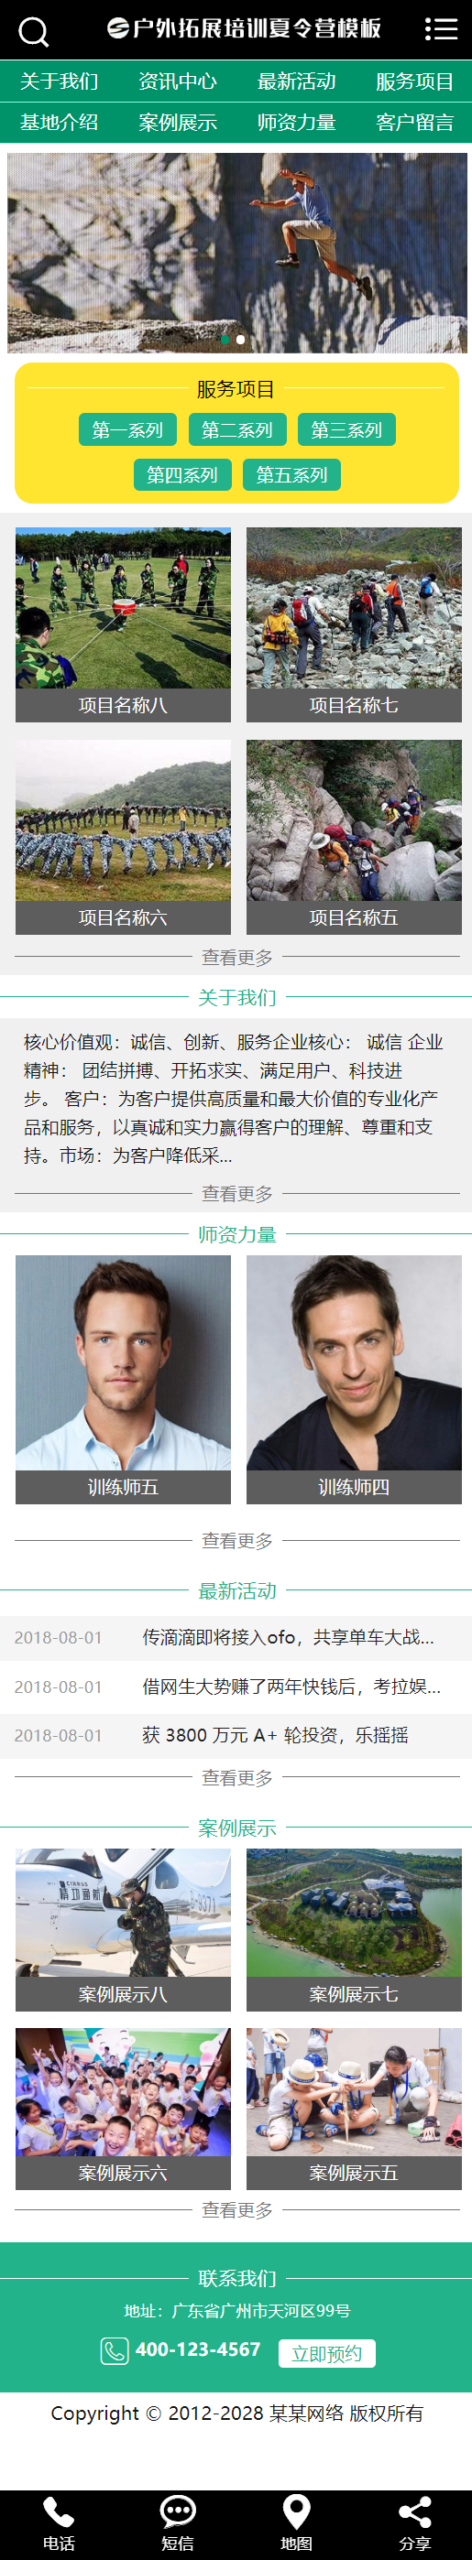 户外拓展培训夏令营模板
关于我们 资讯中心 最新活动 服务项目
基地介绍 案例展示 师资力量 客户留言
服务项目
第一系列 第二系列 第三系列
第四系列 第五系列
项目名称八 项目名称七
项目名称六 项目名称五
查看更多
关于我们
核心价值观：诚信、创新、服务企业核心： 诚信 企业
精神： 团结拼搏、开拓求实、满足用户、科技进
步。 客户：为客户提供高质量和最大价值的专业化产
品和服务，以真诚和实力赢得客户的理解、尊重和支
持。市场：为客户降低采...
查看更多
师资力量
训练师五 训练师四
查看更多
最新活动
2018-08-01 传滴滴即将接入ofo，共享单车大战...
2018-08-01 借网生大势赚了两年快钱后，考拉娱...
2018-08-01 获 3800 万元 A+ 轮投资，乐摇摇
查看更多
案例展示
案例展示八 案例展示七
案例展示六 案例展示五
查看更多
联系我们
地址：广东省广州市天河区99号
400-123-4567 立即预约
Copyright © 2012-2028 某某网络 版权所有
电话 短信 地图 分享